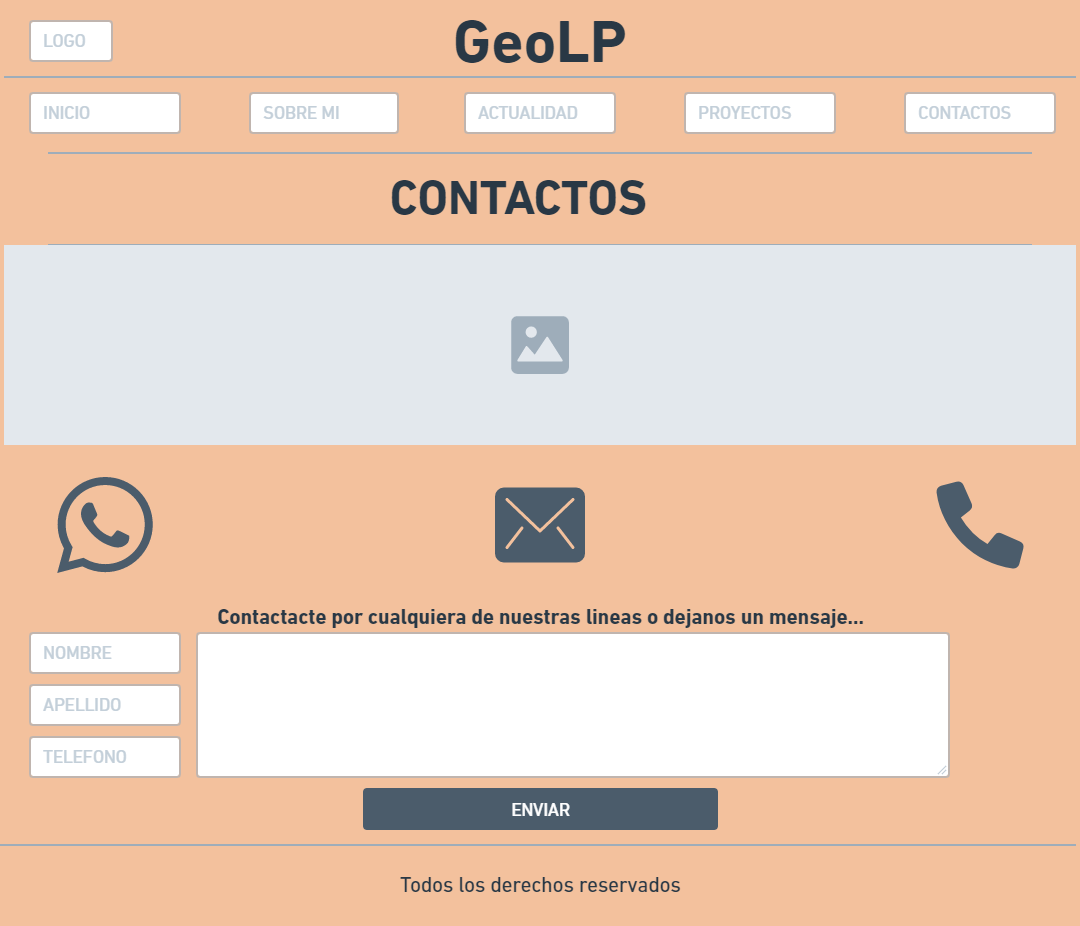 LOGO
GeoLP
INICIO
SOBRE MI
ACTUALIDAD
PROYECTOS
CONTACTOS
CONTACTOS
Contactacte por cualquiera de nuestras lineas o dejanos un mensaje...
NOMBRE
APELLIDO
TELEFONO
ENVIAR
Todos los derechos reservados